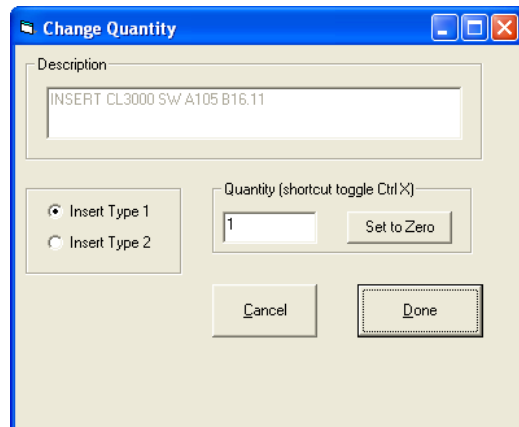 Change Quantity
Description
INSERT CL3000 SW A105 B16.11
Insert Type 1
Insert Type 2
Quantity (shortcut toggle Ctrl X)
1
Set to Zero
Cancel
Done